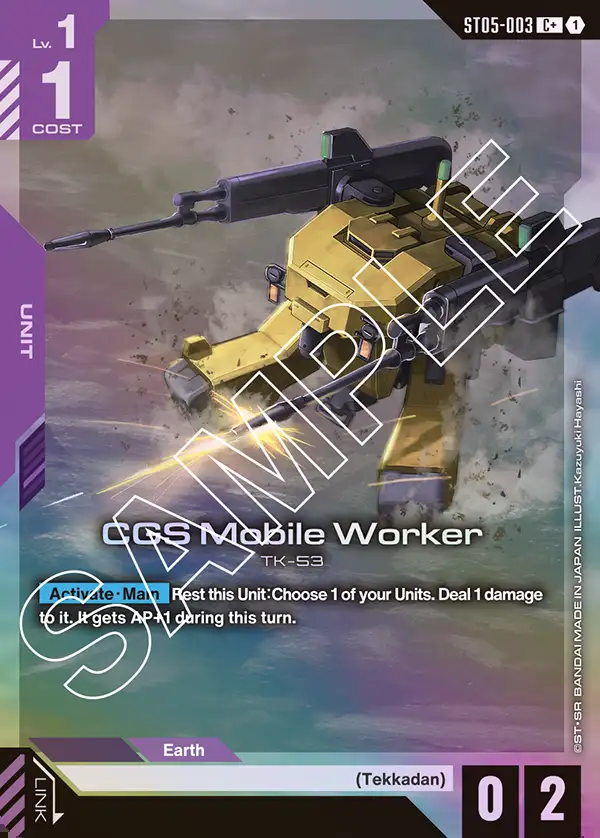 ST05-003 C+ 1
Lv. 1
1
COST
UNIT
SAMPLE
CGS Mobile Worker
TK-53
Activate･Main Rest this Unit:Choose 1 of your Units. Deal 1 damage
to it. It gets AP+1 during this turn.
©ST・SR BANDAI MADE IN JAPAN ILLUST.Kazuyuki Hayashi
Earth
LINK
(Tekkadan)
0 2